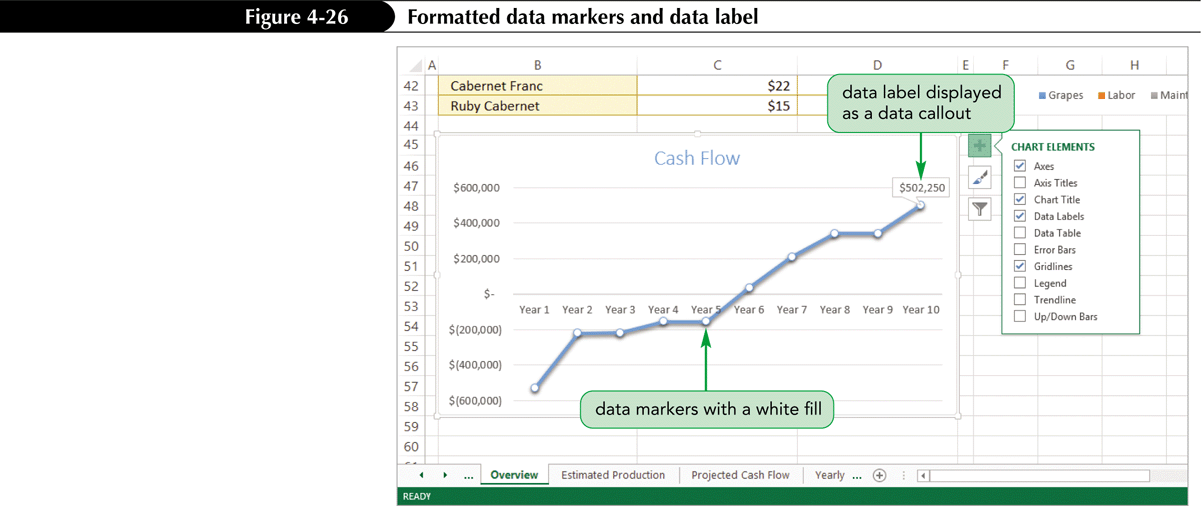 Figure 4-26 Formatted data markers and data label
A B C D E F G H
42 Cabernet Franc $22
43 Ruby Cabernet $15
Grapes Labor Maint
data label displayed
as a data callout
44
45
46
47
48
49
50
51
52
53
54
55
56
57
58
59
60
Cash Flow
$600,000
$400,000
$200,000
$-
$(200,000)
$(400,000)
$(600,000)
$502,250
Year 1 Year 2 Year 3 Year 4 Year 5 Year 6 Year 7 Year 8 Year 9 Year 10
data markers with a white fill
CHART ELEMENTS
Axes
Axis Titles
Chart Title
Data Labels
Data Table
Error Bars
Gridlines
Legend
Trendline
Up/Down Bars
... Overview Estimated Production Projected Cash Flow Yearly ...
READY